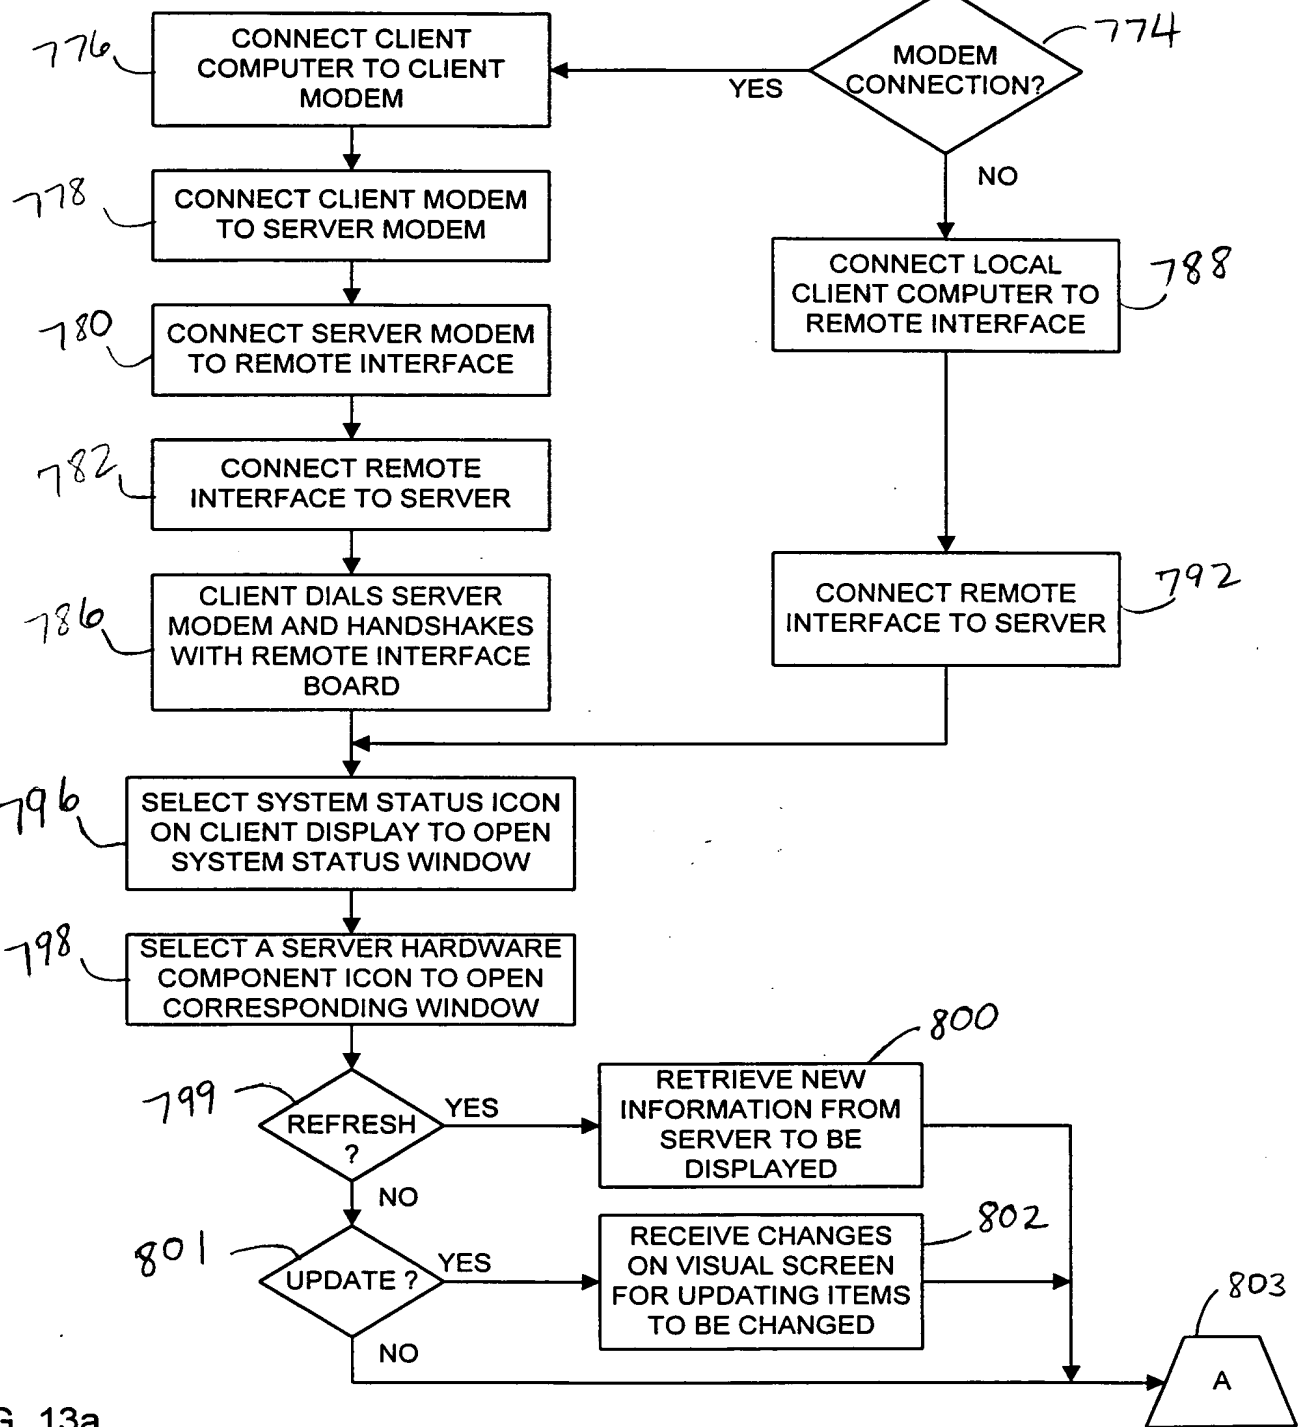 776
CONNECT CLIENT
COMPUTER TO CLIENT
MODEM
YES
MODEM
CONNECTION?
774
NO
778
CONNECT CLIENT MODEM
TO SERVER MODEM
CONNECT LOCAL
CLIENT COMPUTER TO
REMOTE INTERFACE
788
780
CONNECT SERVER MODEM
TO REMOTE INTERFACE
782
CONNECT REMOTE
INTERFACE TO SERVER
786
CLIENT DIALS SERVER
MODEM AND HANDSHAKES
WITH REMOTE INTERFACE
BOARD
CONNECT REMOTE
INTERFACE TO SERVER
792
796
SELECT SYSTEM STATUS ICON
ON CLIENT DISPLAY TO OPEN
SYSTEM STATUS WINDOW
798
SELECT A SERVER HARDWARE
COMPONENT ICON TO OPEN
CORRESPONDING WINDOW
799
REFRESH
?
YES
NO
RETRIEVE NEW
INFORMATION FROM
SERVER TO BE
DISPLAYED
800
801
UPDATE ?
YES
NO
RECEIVE CHANGES
ON VISUAL SCREEN
FOR UPDATING ITEMS
TO BE CHANGED
802
803
A
G. 13a